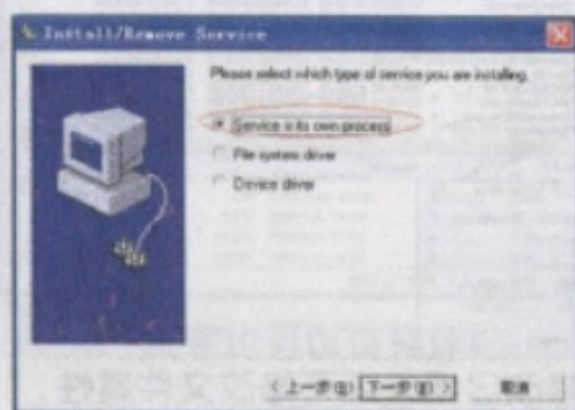 Install/Remove Service
Please select which type of service you are installing.
Service is its own process
File system driver
Device driver
< 上一步(B)
下一步(N) >
取消